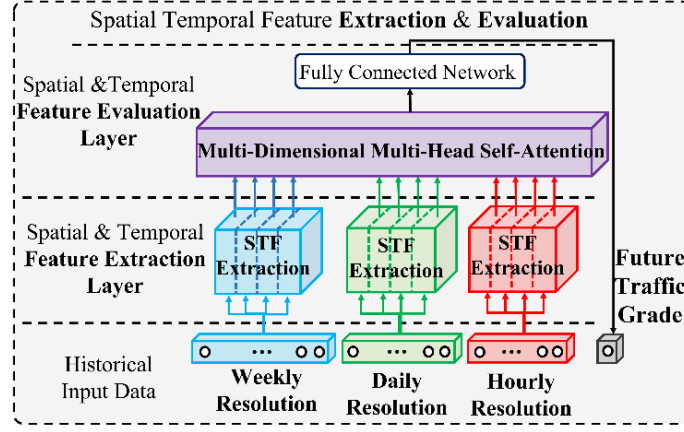 Spatial Temporal Feature Extraction & Evaluation
Fully Connected Network
Spatial &Temporal
Feature Evaluation
Layer
Multi-Dimensional Multi-Head Self-Attention
Spatial & Temporal
Feature Extraction
Layer
STF
Extraction
STF
Extraction
STF
Extraction
Future
Traffic
Grade
Historical
Input Data
...
...
...
Weekly
Resolution
Daily
Resolution
Hourly
Resolution